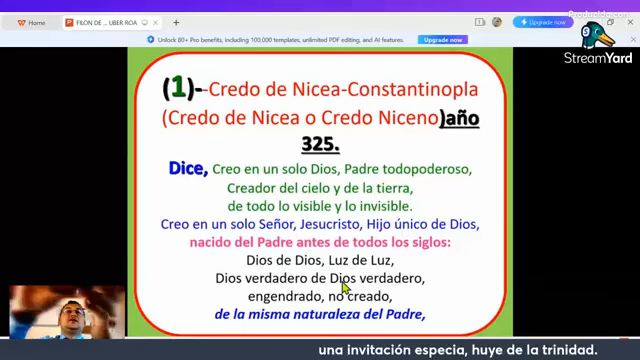 Producido con
StreamYard
Home
FILON DE ... UBER ROA
1
Upgrade now
Unlock 80+ Pro benefits, including 100,000 templates, unlimited PDF editing, and AI features.
Upgrade now
(1)--Credo de Nicea-Constantinopla
(Credo de Nicea o Credo Niceno)año
325.
Dice, Creo en un solo Dios, Padre todopoderoso,
Creador del cielo y de la tierra,
de todo lo visible y lo invisible.
Creo en un solo Señor, Jesucristo, Hijo único de Dios,
nacido del Padre antes de todos los siglos:
Dios de Dios, Luz de Luz,
Dios verdadero de Dios verdadero,
engendrado, no creado,
de la misma naturaleza del Padre,
una invitación especia, huye de la trinidad.